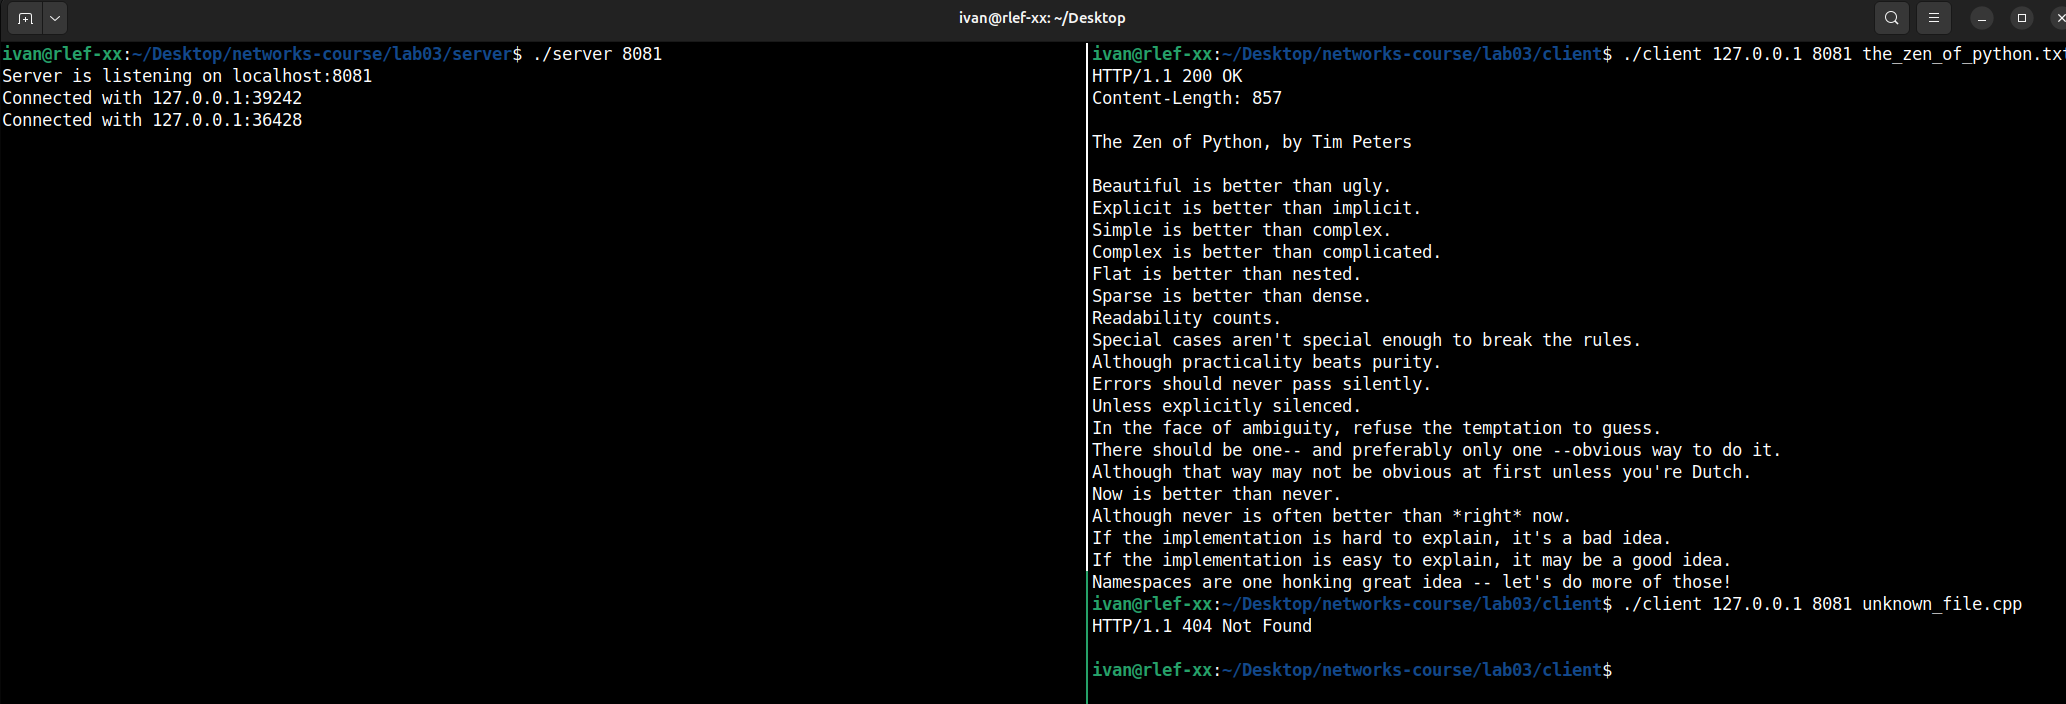 ivan@rlef-xx: ~/Desktop
ivan@rlef-xx:~/Desktop/networks-course/lab03/server$ ./server 8081
Server is listening on localhost:8081
Connected with 127.0.0.1:39242
Connected with 127.0.0.1:36428
ivan@rlef-xx:~/Desktop/networks-course/lab03/client$ ./client 127.0.0.1 8081 the_zen_of_python.txt
HTTP/1.1 200 OK
Content-Length: 857
The Zen of Python, by Tim Peters
Beautiful is better than ugly.
Explicit is better than implicit.
Simple is better than complex.
Complex is better than complicated.
Flat is better than nested.
Sparse is better than dense.
Readability counts.
Special cases aren't special enough to break the rules.
Although practicality beats purity.
Errors should never pass silently.
Unless explicitly silenced.
In the face of ambiguity, refuse the temptation to guess.
There should be one-- and preferably only one --obvious way to do it.
Although that way may not be obvious at first unless you're Dutch.
Now is better than never.
Although never is often better than *right* now.
If the implementation is hard to explain, it's a bad idea.
If the implementation is easy to explain, it may be a good idea.
Namespaces are one honking great idea -- let's do more of those!
ivan@rlef-xx:~/Desktop/networks-course/lab03/client$ ./client 127.0.0.1 8081 unknown_file.cpp
HTTP/1.1 404 Not Found
ivan@rlef-xx:~/Desktop/networks-course/lab03/client$